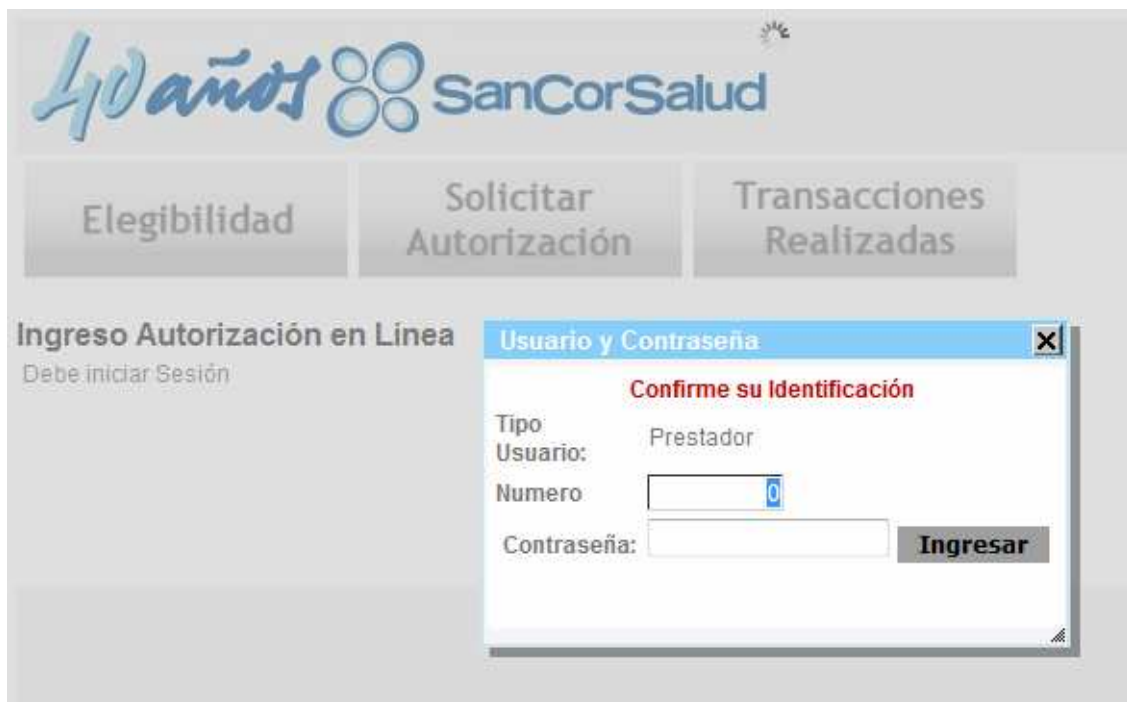 40 años SanCorSalud
Elegibilidad
Solicitar
Autorización
Transacciones
Realizadas
Ingreso Autorización en Línea
Debe iniciar Sesión
Usuario y Contraseña
Confirme su Identificación
Tipo
Usuario:
Prestador
Numero
0
Contraseña:
Ingresar